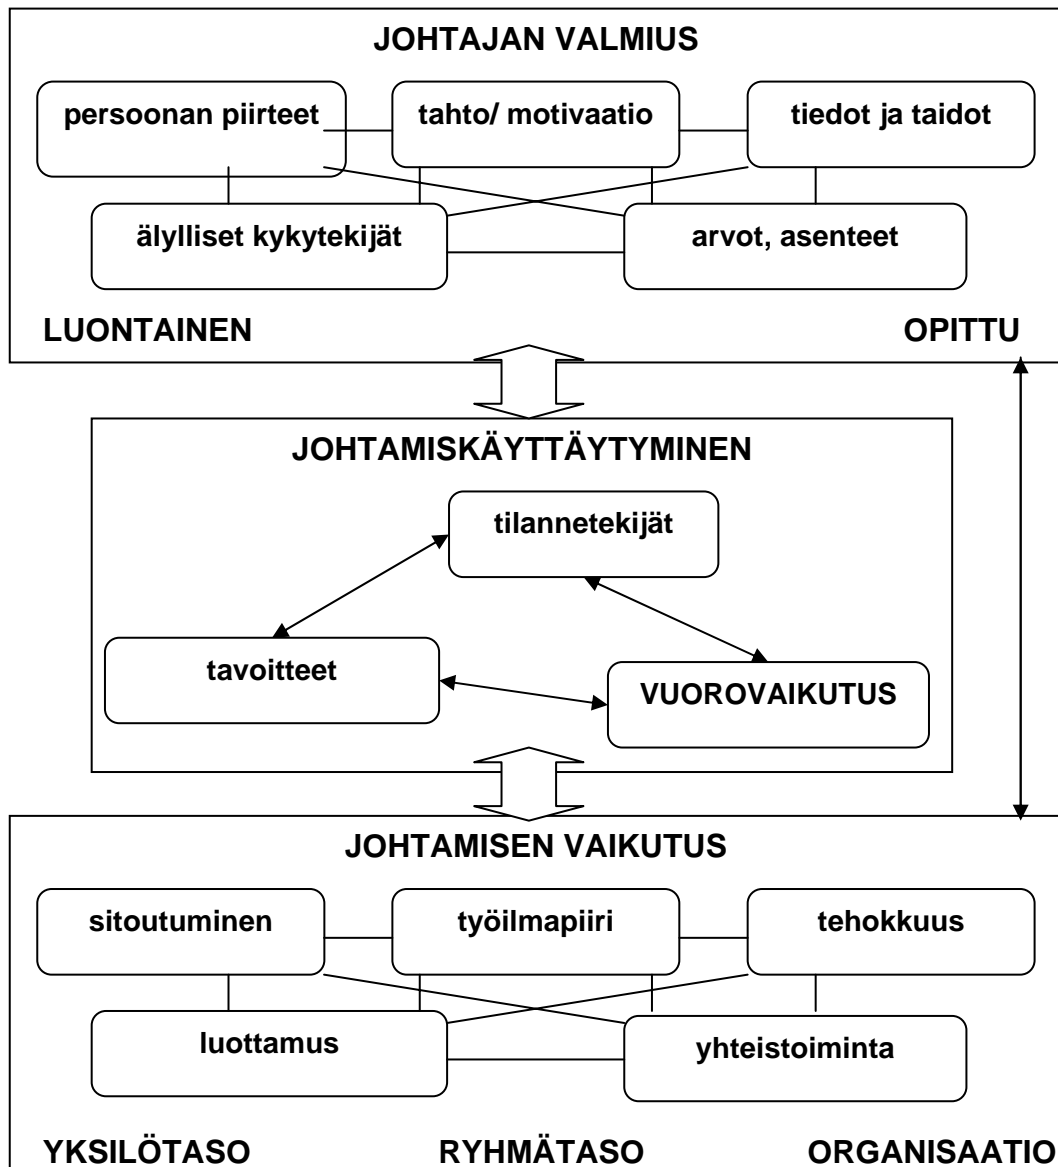 JOHTAJAN VALMIUS
persoonan piirteet
tahto/ motivaatio
tiedot ja taidot
älylliset kykytekijät
arvot, asenteet
LUONTAINEN
OPITTU
JOHTAMISKÄYTTÄYTYMINEN
tilannetekijät
tavoitteet
VUOROVAIKUTUS
JOHTAMISEN VAIKUTUS
sitoutuminen
työilmapiiri
tehokkuus
luottamus
yhteistoiminta
YKSILÖTASO
RYHMÄTASO
ORGANISAATIO